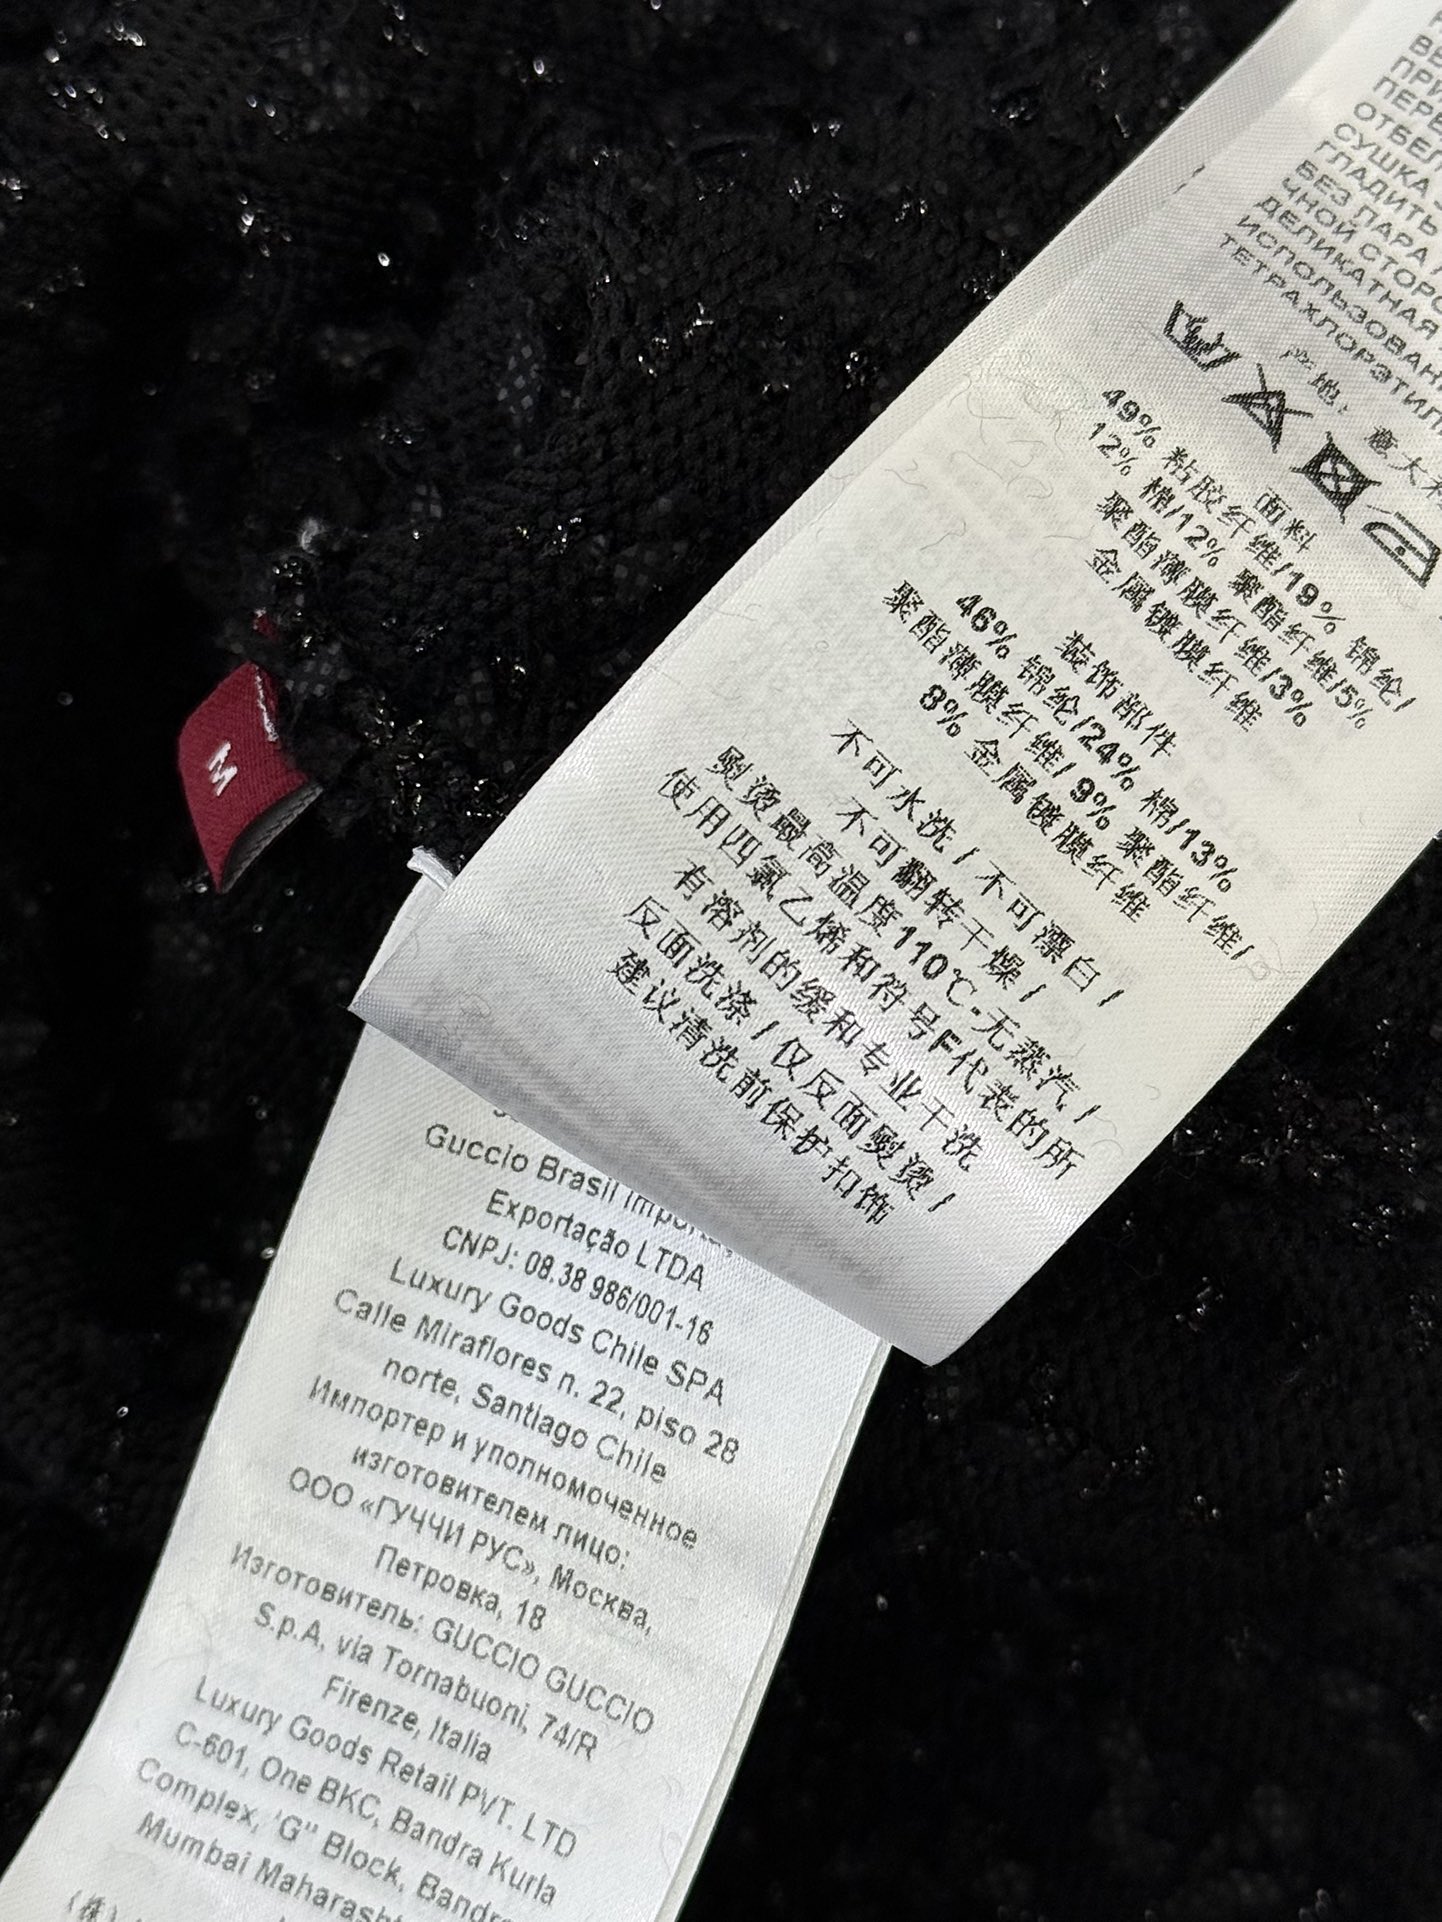 ПЕРЕ
ОТБЕЛ
СУШКА
ГЛАДИТЬ
БЕЗ ПАРА
ЧНОЙ СТОРО
ДЕЛИКАТНАЯ
ИСПОЛЬЗОВАН
ТЕТРАХЛОРЭТИЛ
产地: 意大利
面料
49% 粘胶纤维/19% 锦纶/
12% 棉/12% 聚酯纤维/5%
聚酯薄膜纤维/3%
金属镀膜纤维
装饰部件
46% 锦纶/24% 棉/13%
聚酯薄膜纤维/ 9% 聚酯纤维/
8% 金属镀膜纤维
不可水洗 / 不可漂白 /
不可翻转干燥 /
熨烫最高温度110℃-无蒸汽 /
使用四氯乙烯和符号F代表的所
有溶剂的缓和专业干洗
反面洗涤 / 仅反面熨烫 /
建议清洗前保护扣饰
M
Guccio Brasil Import
Exportação LTDA
CNPJ: 08.38 986/001-16
Luxury Goods Chile SPA
Calle Miraflores n. 22, piso 28
norte, Santiago Chile
Импортер и уполномоченное
изготовителем лицо:
ООО «ГУЧЧИ РУС», Москва,
Петровка, 18
Изготовитель: GUCCIO GUCCIO
S.p.A, via Tornabuoni, 74/R
Firenze, Italia
Luxury Goods Retail PVT. LTD
C-601, One BKC, Bandra Kurla
Complex, 'G" Block, Bandr
Mumbai Maharasht
(株)